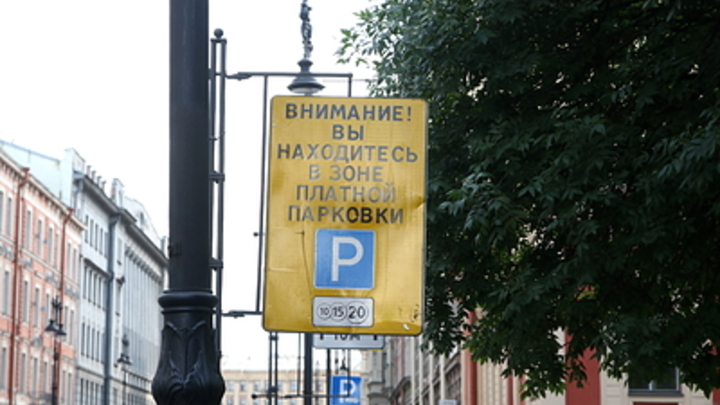 ВНИМАНИЕ!
ВЫ
НАХОДИТЕСЬ
В ЗОНЕ
ПЛАТНОЙ
ПАРКОВКИ
P
10 15 20
P